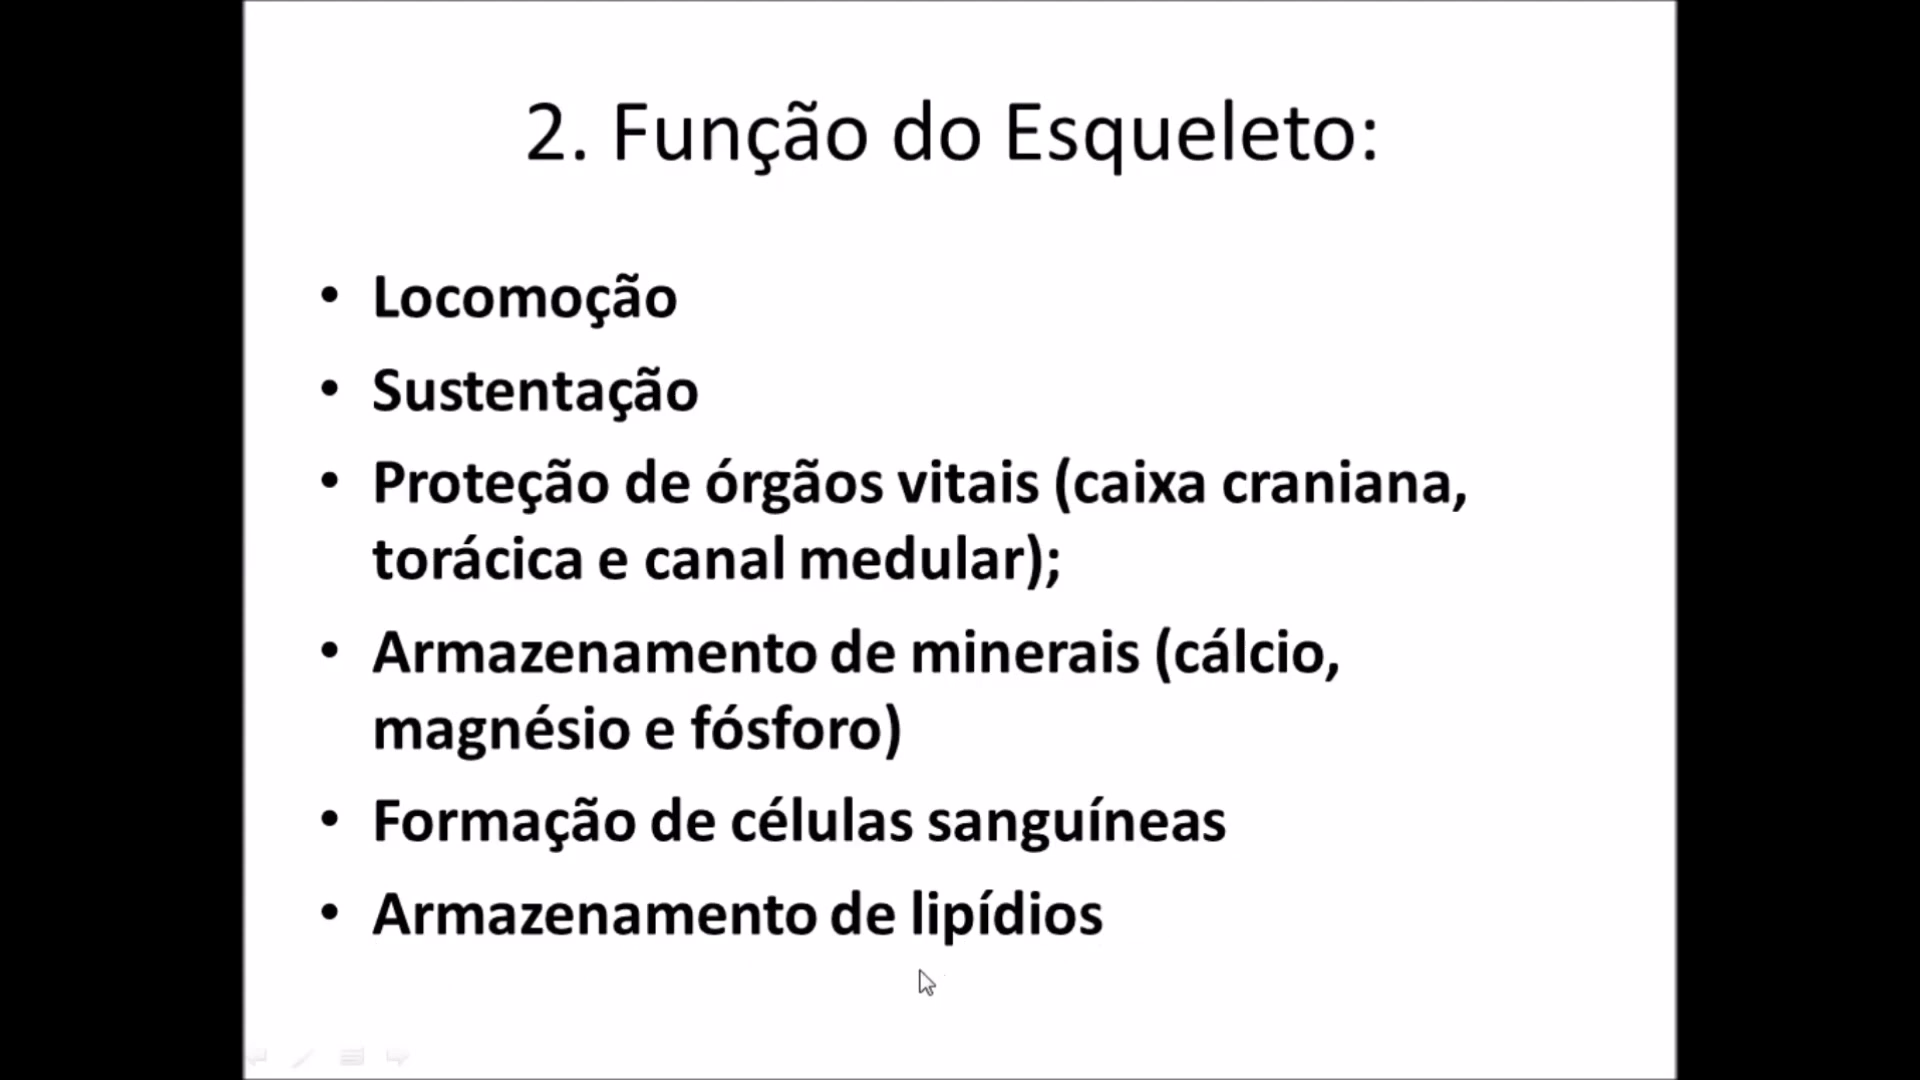 2. Função do Esqueleto:
• Locomoção
• Sustentação
• Proteção de órgãos vitais (caixa craniana,
torácica e canal medular);
• Armazenamento de minerais (cálcio,
magnésio e fósforo)
• Formação de células sanguíneas
• Armazenamento de lipídios